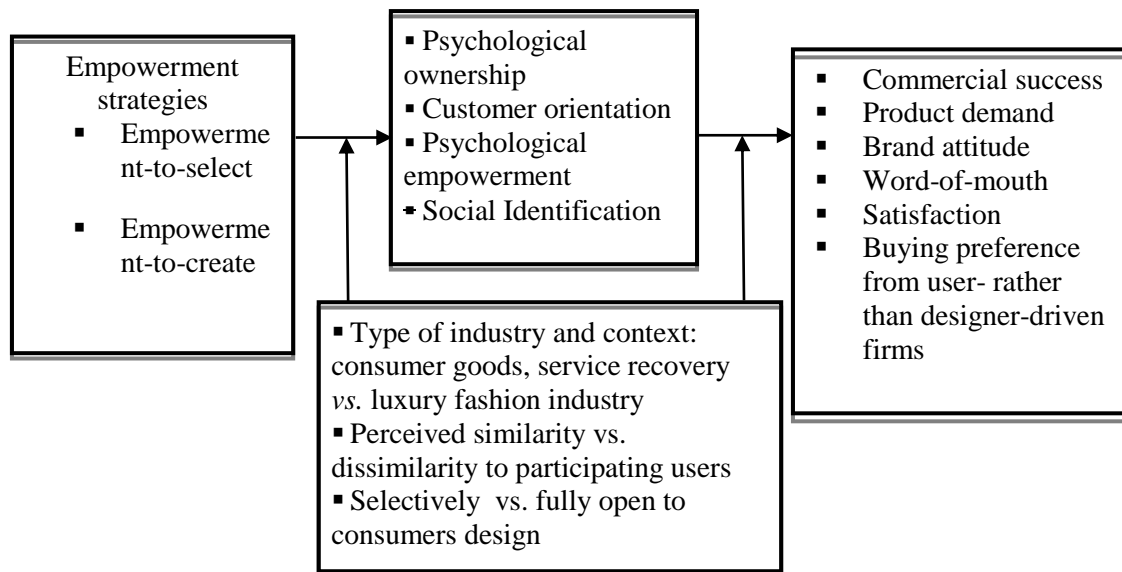 Empowerment
strategies
▪ Empowerme
nt-to-select
▪ Empowerme
nt-to-create
▪ Psychological
ownership
▪ Customer orientation
▪ Psychological
empowerment
▪ Social Identification
▪ Type of industry and context:
consumer goods, service recovery
vs. luxury fashion industry
▪ Perceived similarity vs.
dissimilarity to participating users
▪ Selectively vs. fully open to
consumers design
▪ Commercial success
▪ Product demand
▪ Brand attitude
▪ Word-of-mouth
▪ Satisfaction
▪ Buying preference
from user- rather
than designer-driven
firms